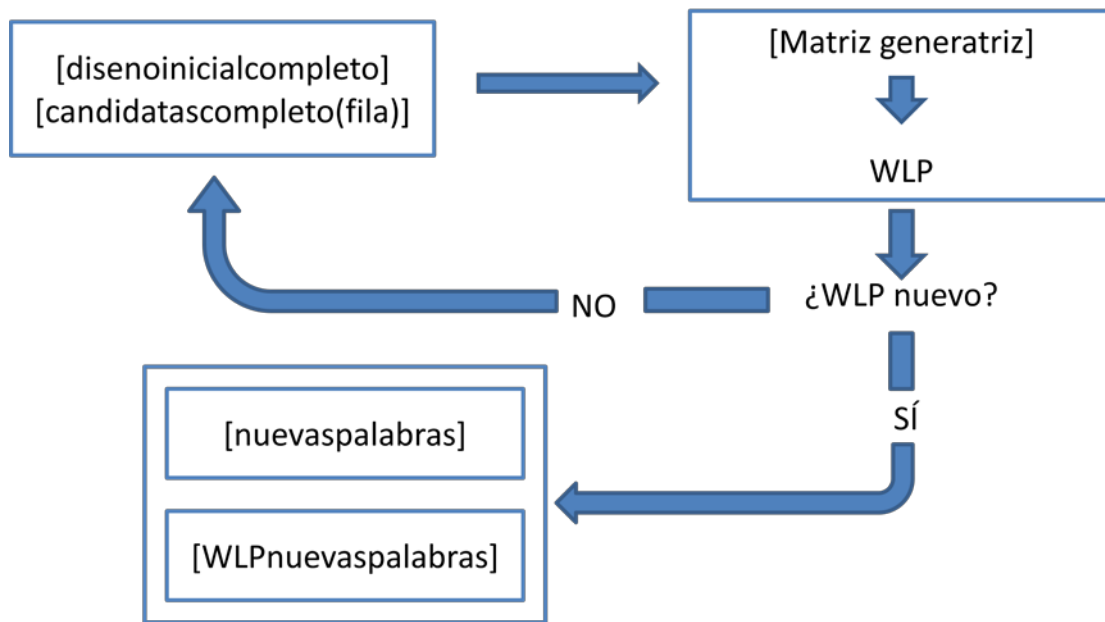 [disenoinicialcompleto]
[candidatascompleto(fila)]
[Matriz generatriz]
WLP
¿WLP nuevo?
NO
SÍ
[nuevaspalabras]
[WLPnuevaspalabras]